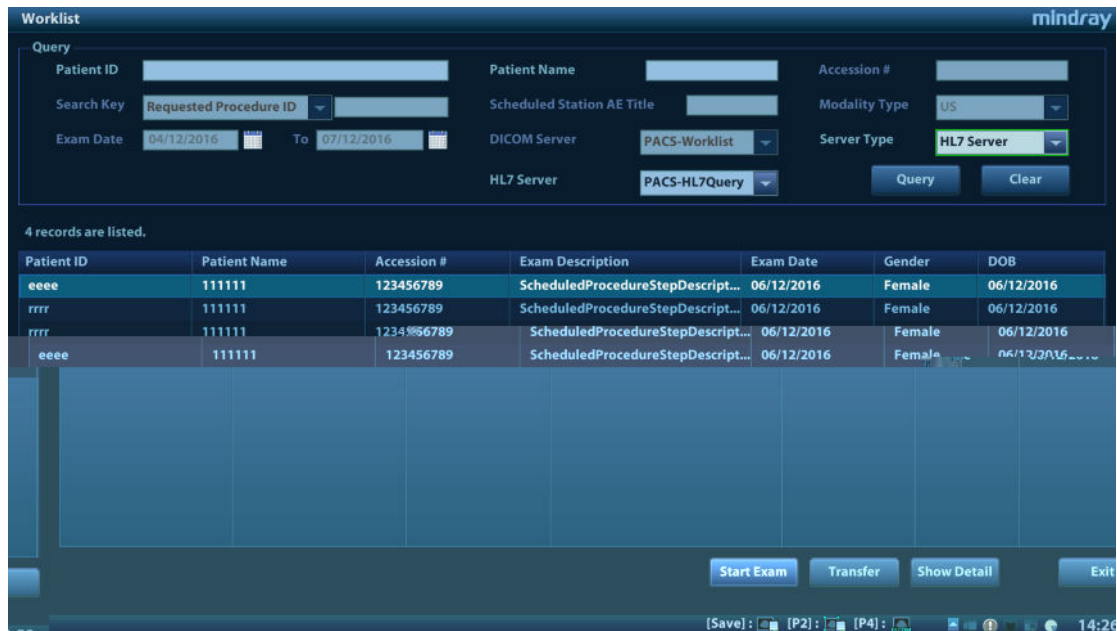 Worklist mindray
Query
Patient ID Patient Name Accession #
Search Key Requested Procedure ID Scheduled Station AE Title Modality Type US
Exam Date 04/12/2016 To 07/12/2016 DICOM Server PACS-Worklist Server Type HL7 Server
HL7 Server PACS-HL7Query Query Clear
4 records are listed.
Patient ID Patient Name Accession # Exam Description Exam Date Gender DOB
eeee 111111 123456789 ScheduledProcedureStepDescript... 06/12/2016 Female 06/12/2016
rrrr 111111 123456789 ScheduledProcedureStepDescript... 06/12/2016 Female 06/12/2016
rrrr 111111 ScheduledProcedureStepDescript... 06/12/2016 Female 06/12/2016
eeee 111111 123456789 ScheduledProcedureStepDescript... 06/12/2016 Female
Start Exam Transfer Show Detail Exit
[Save] : [P2] : [P4] : 14:26